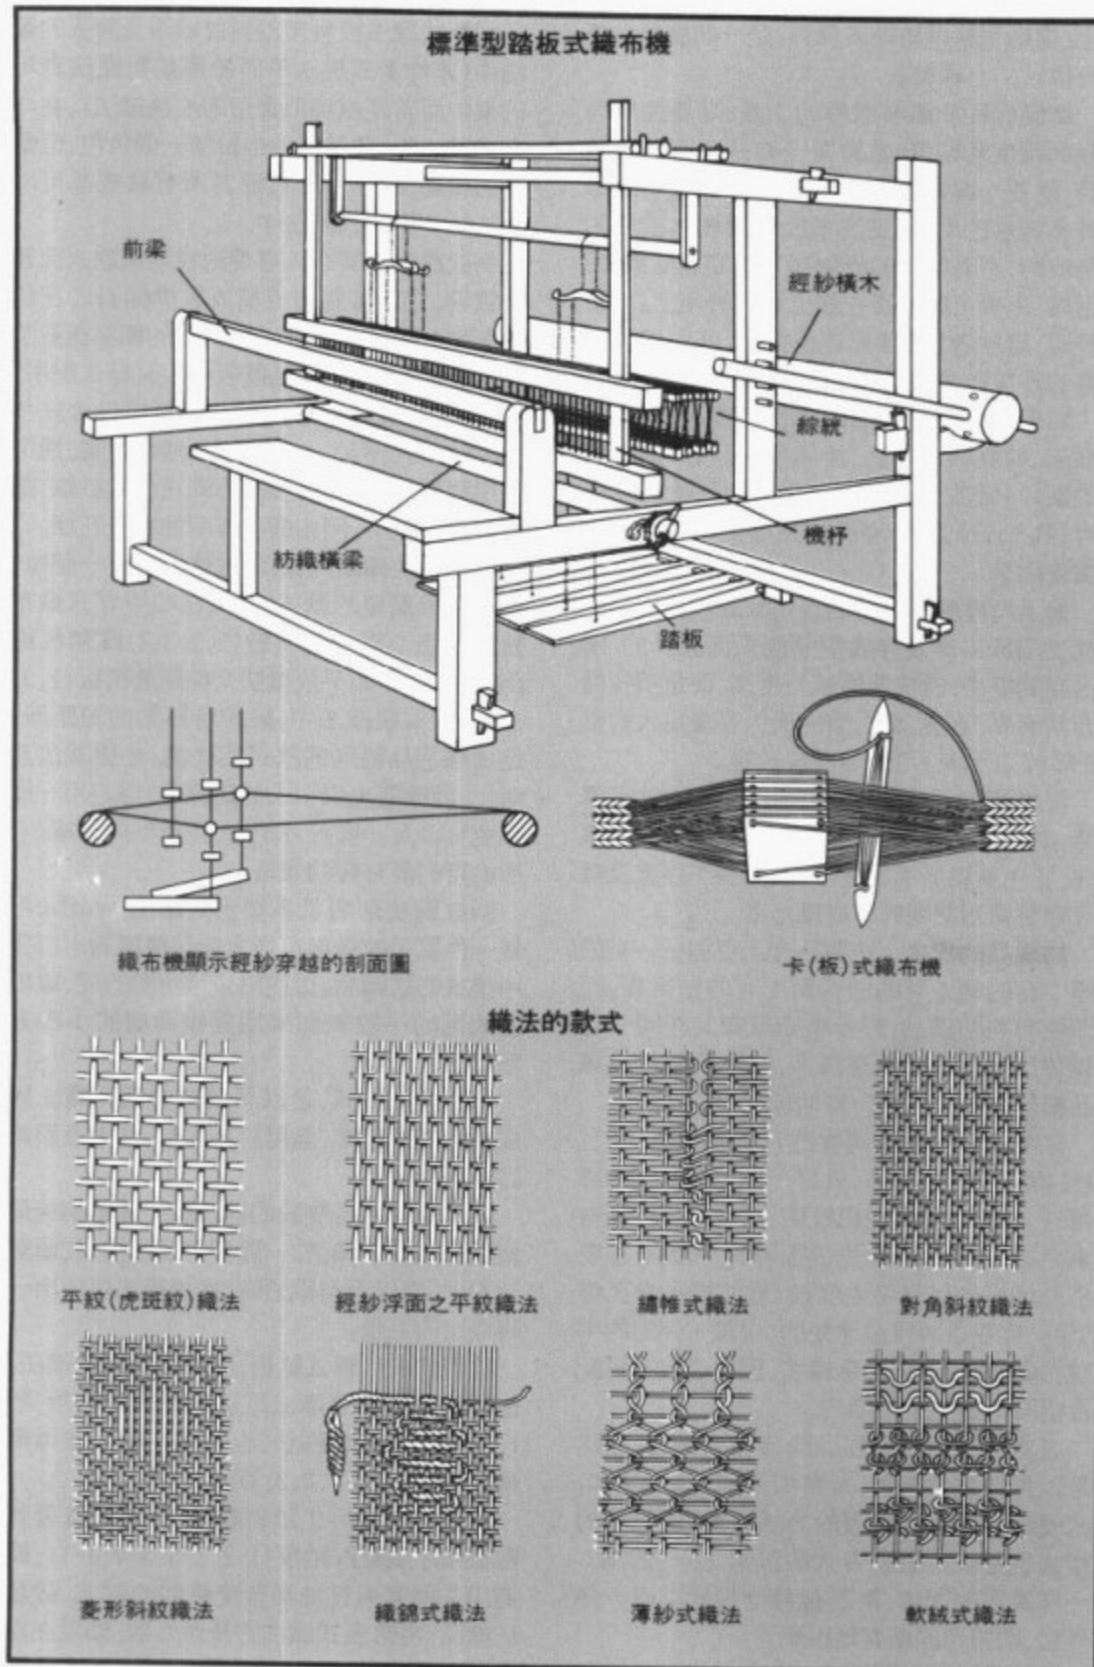 標準型踏板式織布機
前梁
經紗橫木
綜絖
機杼
紡織橫梁
踏板
織布機顯示經紗穿越的剖面圖
卡(板)式織布機
織法的款式
平紋(虎斑紋)織法
經紗浮面之平紋織法
繡帷式織法
對角斜紋織法
菱形斜紋織法
織錦式織法
薄紗式織法
軟絨式織法